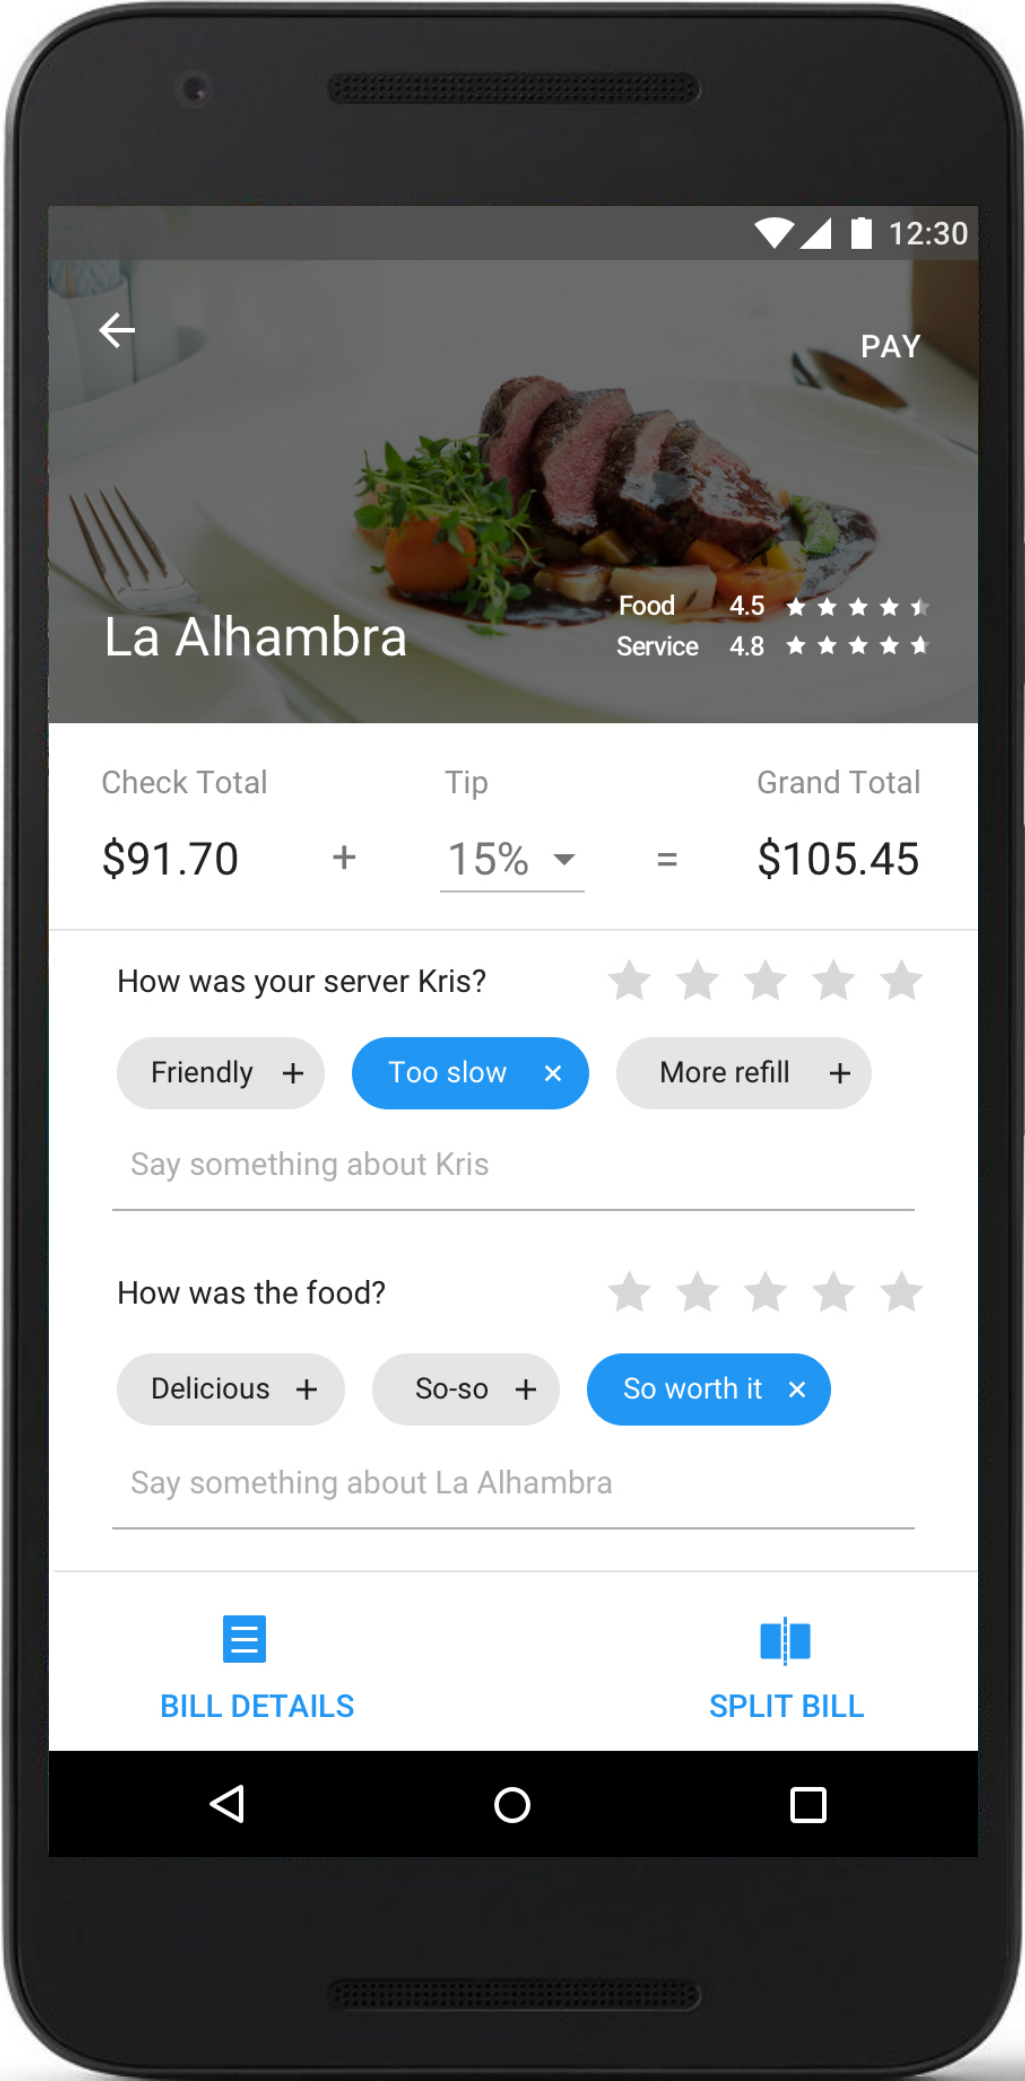 12:30
PAY
La Alhambra
Food 4.5
Service 4.8
Check Total Tip Grand Total
$91.70 + 15% = $105.45
How was your server Kris?
Friendly + Too slow × More refill +
Say something about Kris
How was the food?
Delicious + So-so + So worth it ×
Say something about La Alhambra
BILL DETAILS SPLIT BILL